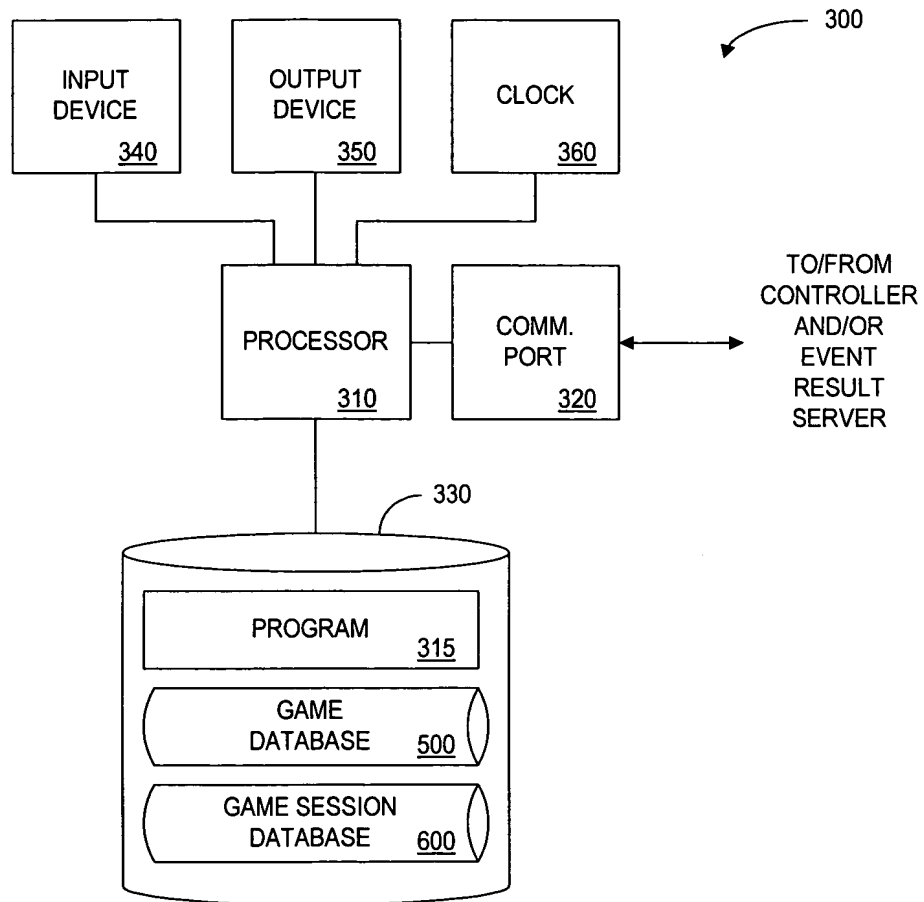 300
INPUT
DEVICE
340
OUTPUT
DEVICE
350
CLOCK
360
PROCESSOR
310
COMM.
PORT
320
TO/FROM
CONTROLLER
AND/OR
EVENT
RESULT
SERVER
330
PROGRAM
315
GAME
DATABASE
500
GAME SESSION
DATABASE
600